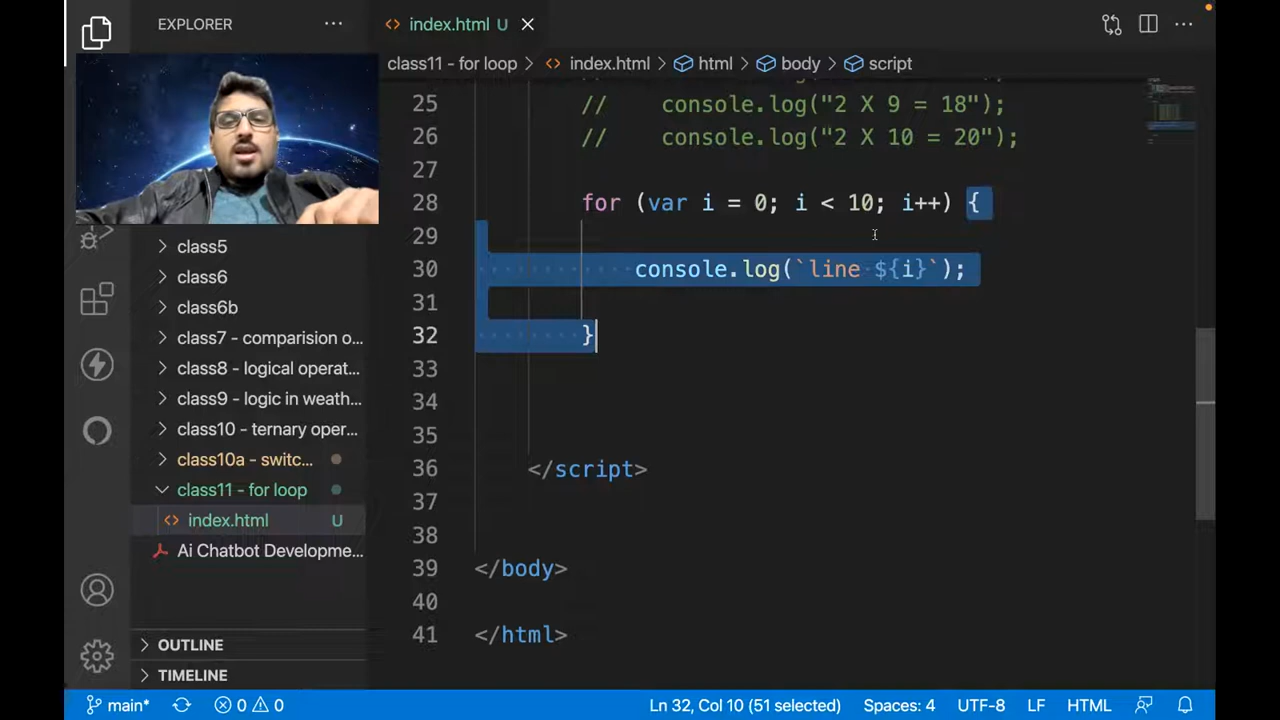 EXPLORER
index.html U
class11 - for loop > index.html > html > body > script
25 // console.log("2 X 9 = 18");
26 // console.log("2 X 10 = 20");
27
28 for (var i = 0; i < 10; i++) {
29
30 console.log(`line ${i}`);
31
32 }
33
34
35
36 </script>
37
38
39 </body>
40
41 </html>
class5
class6
class6b
class7 - comparision o...
class8 - logical operat...
class9 - logic in weath...
class10 - ternary oper...
class10a - switc...
class11 - for loop
index.html U
Ai Chatbot Developme...
OUTLINE
TIMELINE
main* 0 0 Ln 32, Col 10 (51 selected) Spaces: 4 UTF-8 LF HTML